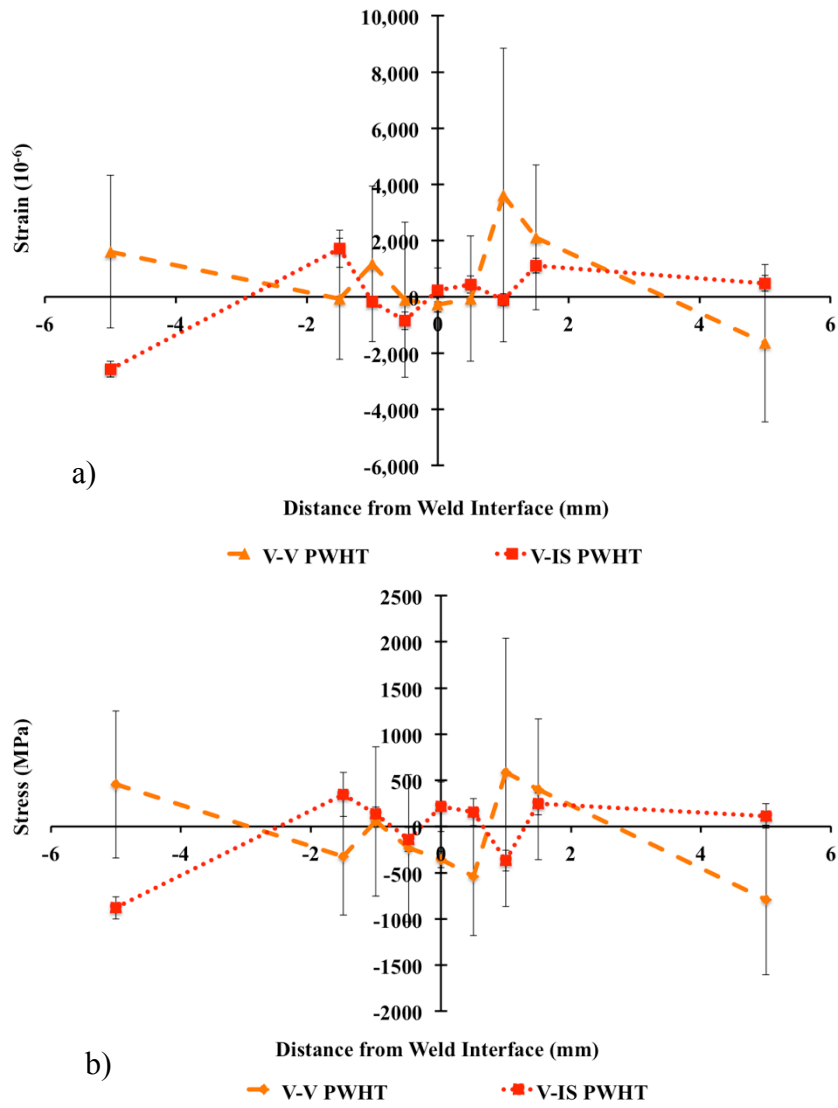 10,000
8,000
6,000
4,000
2,000
0
-2,000
-4,000
-6,000
-6 -4 -2 0 2 4 6
Strain (10-6)
a)
Distance from Weld Interface (mm)
V-V PWHT V-IS PWHT
2500
2000
1500
1000
500
0
-500
-1000
-1500
-2000
-6 -4 -2 0 2 4 6
Stress (MPa)
b)
Distance from Weld Interface (mm)
V-V PWHT V-IS PWHT